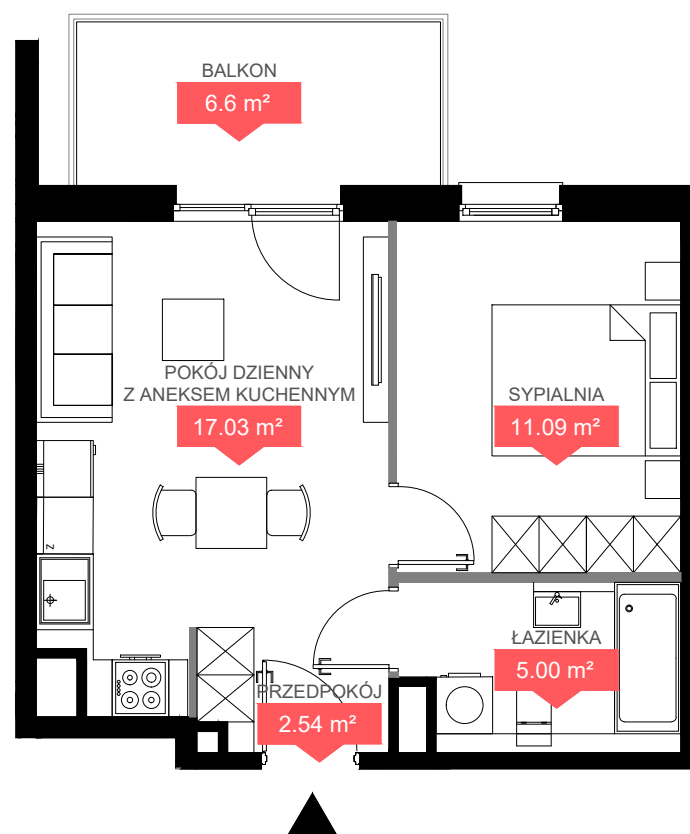 BALKON
6.6 m²
POKÓJ DZIENNY
Z ANEKSEM KUCHENNYM
17.03 m²
SYPIALNIA
11.09 m²
Z
ŁAZIENKA
5.00 m²
PRZEDPOKÓJ
2.54 m²